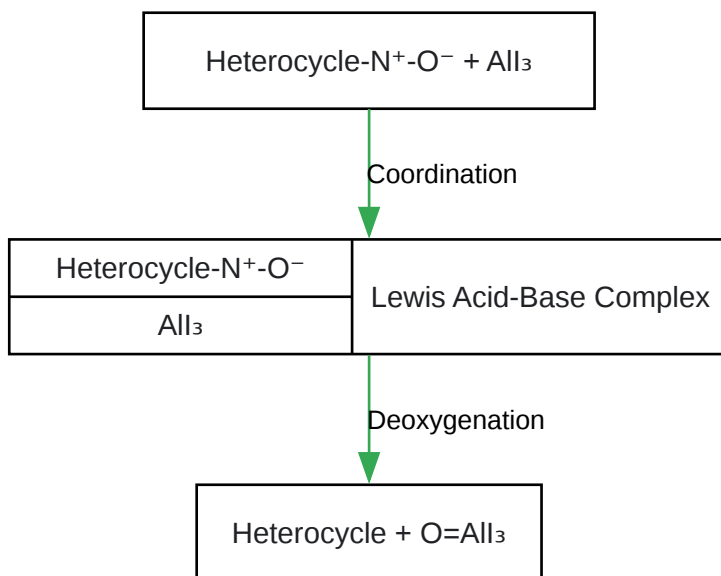 Heterocycle-N⁺-O⁻ + AlI₃
Coordination
Heterocycle-N⁺-O⁻
AlI₃
Lewis Acid-Base Complex
Deoxygenation
Heterocycle + O=AlI₃